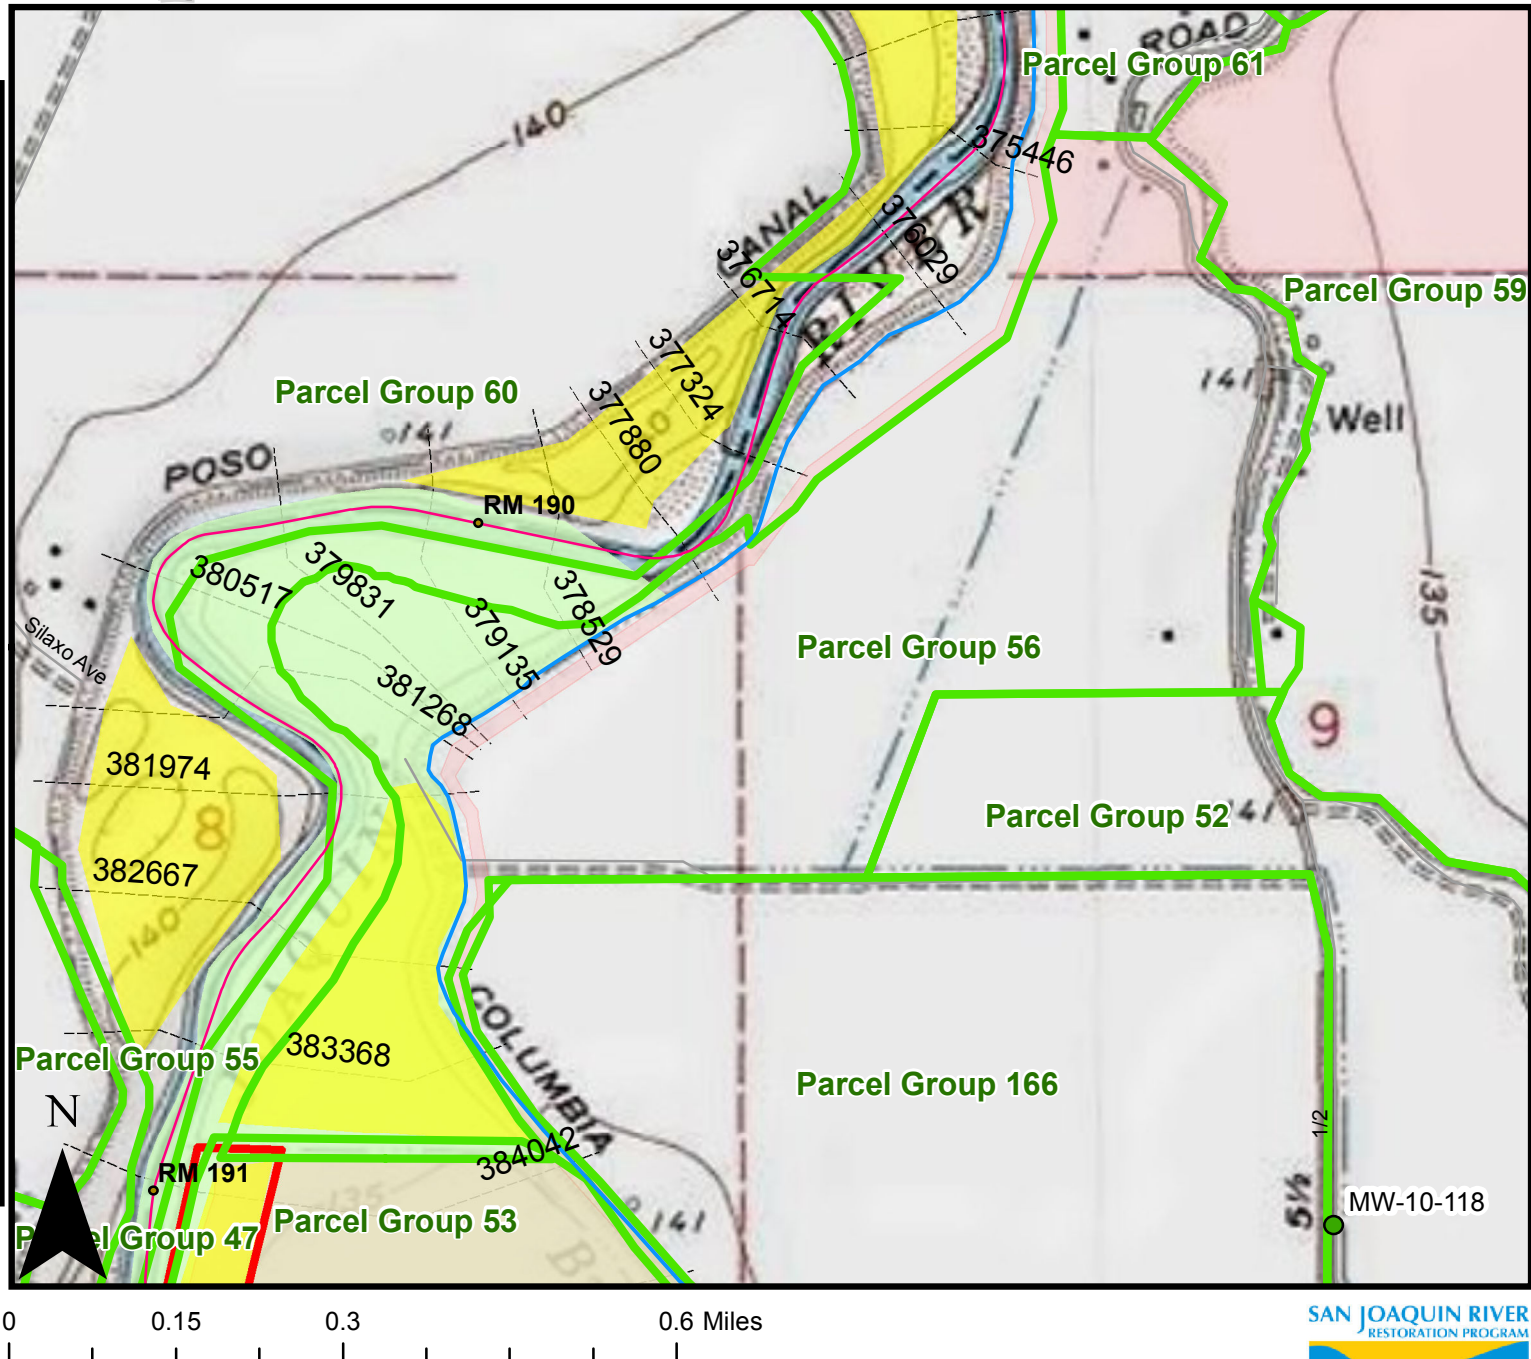 ROAD
Parcel Group 61
140
375446
CANAL
376029
RIVER
376714
Parcel Group 59
377324
141
Parcel Group 60
377880
141
Well
POSO
RM 190
380517
379831
378529
379135
135
Silaxo Ave
Parcel Group 56
381268
9
381974
8
Parcel Group 52
141
382667
140
JOAQUIN
COLUMBIA
383368
Parcel Group 55
Parcel Group 166
N
1/2
384042
RM 191
135
MW-10-118
5½
Parcel Group 53
141
Group 47
0 0.15 0.3 0.6 Miles
SAN JOAQUIN RIVER
RESTORATION PROGRAM